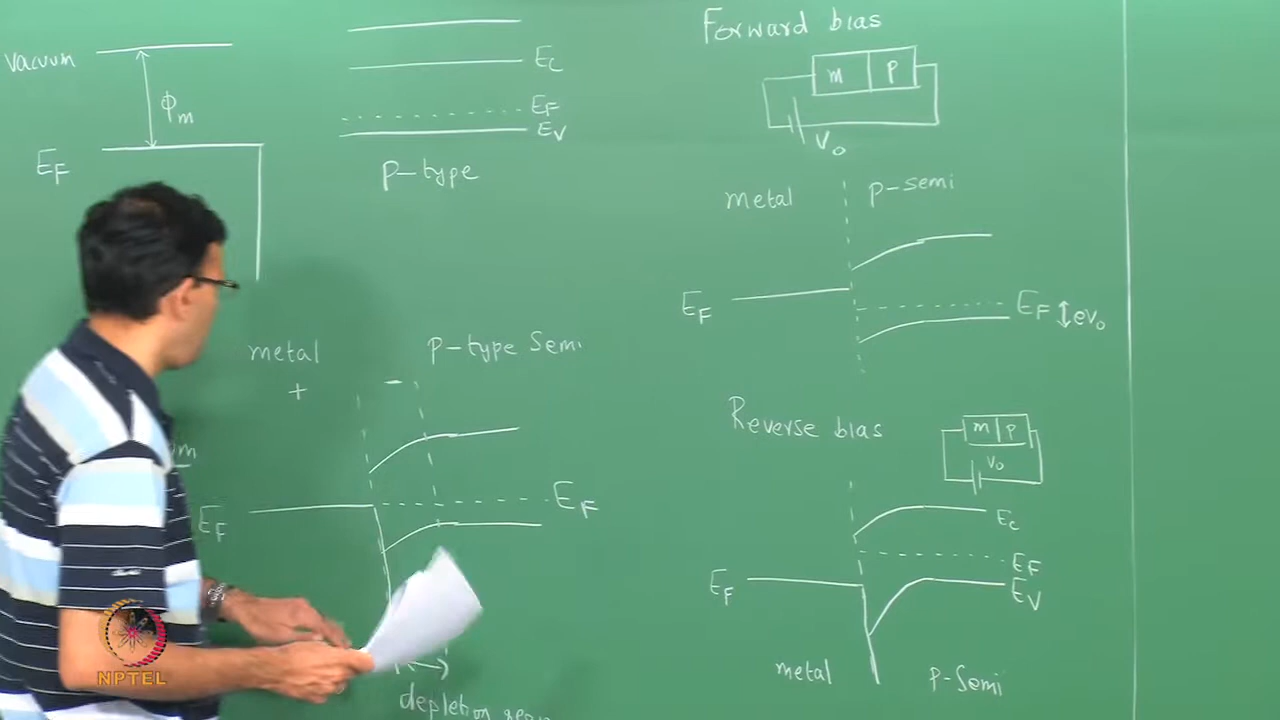 vacuum
ϕm
EF
EC
EF
EV
p-type
metal
p-type Semi
+
-
EF
EF
depletion
Forward bias
m p
V0
metal
p-semi
EF
EF
eV0
Reverse bias
m p
V0
EC
EF
EF
EV
metal
p-Semi
NPTEL